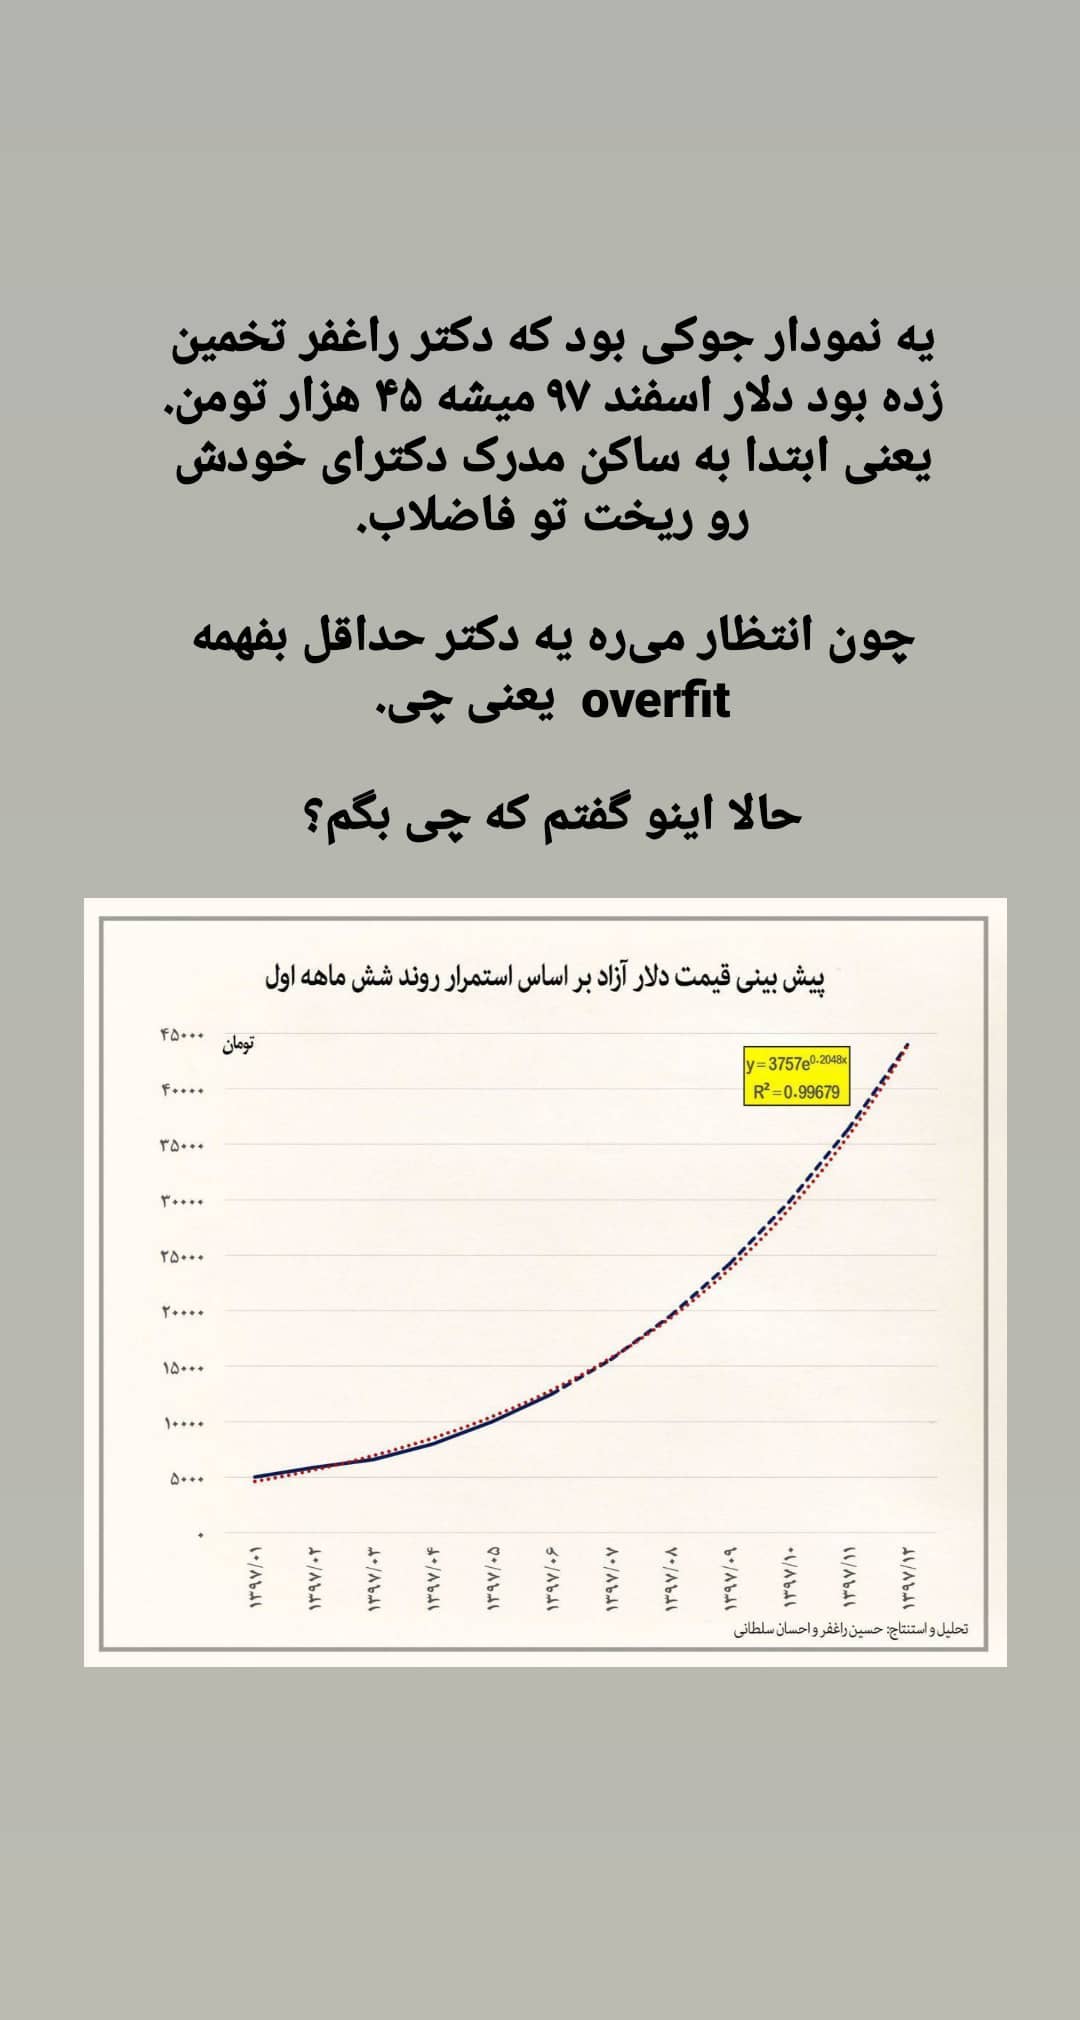 یه نمودار جوکی بود که دکتر راغفر تخمین
زده بود دلار اسفند ۹۷ میشه ۴۵ هزار تومن.
یعنی ابتدا به ساکن مدرک دکترای خودش
رو ریخت تو فاضلاب.
چون انتظار می‌ره یه دکتر حداقل بفهمه
overfit یعنی چی.
حالا اینو گفتم که چی بگم؟
پیش بینی قیمت دلار آزاد بر اساس استمرار روند شش ماهه اول
تومان
۴۵۰۰۰
۴۰۰۰۰
۳۵۰۰۰
۳۰۰۰۰
۲۵۰۰۰
۲۰۰۰۰
۱۵۰۰۰
۱۰۰۰۰
۵۰۰۰
۰
y=3757e^0.2048x
R²=0.99679
۱۳۹۷/۰۱
۱۳۹۷/۰۲
۱۳۹۷/۰۳
۱۳۹۷/۰۴
۱۳۹۷/۰۵
۱۳۹۷/۰۶
۱۳۹۷/۰۷
۱۳۹۷/۰۸
۱۳۹۷/۰۹
۱۳۹۷/۱۰
۱۳۹۷/۱۱
۱۳۹۷/۱۲
تحلیل و استنتاج: حسین راغفر و احسان سلطانی